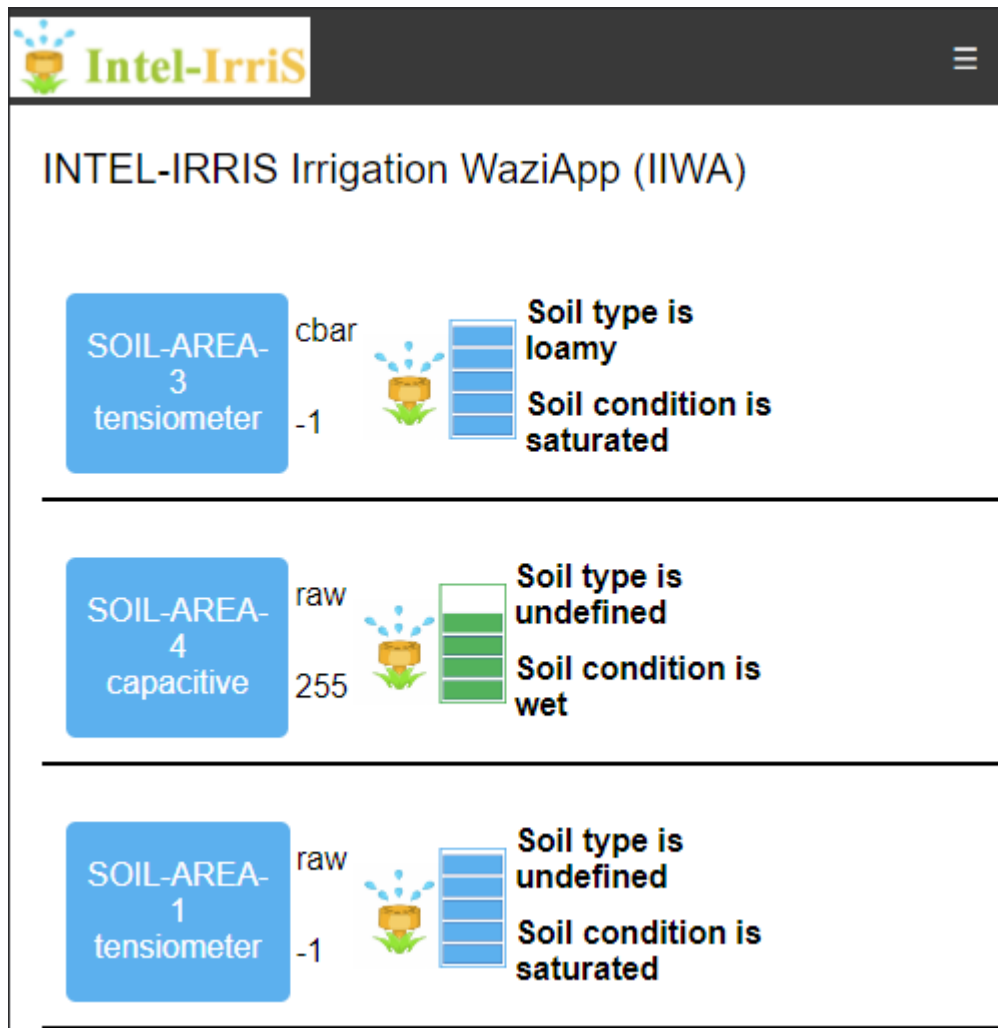 Intel-IrriS
☰
INTEL-IRRIS Irrigation WaziApp (IIWA)
SOIL-AREA-
3
tensiometer
cbar
-1
Soil type is
loamy
Soil condition is
saturated
SOIL-AREA-
4
capacitive
raw
255
Soil type is
undefined
Soil condition is
wet
SOIL-AREA-
1
tensiometer
raw
-1
Soil type is
undefined
Soil condition is
saturated